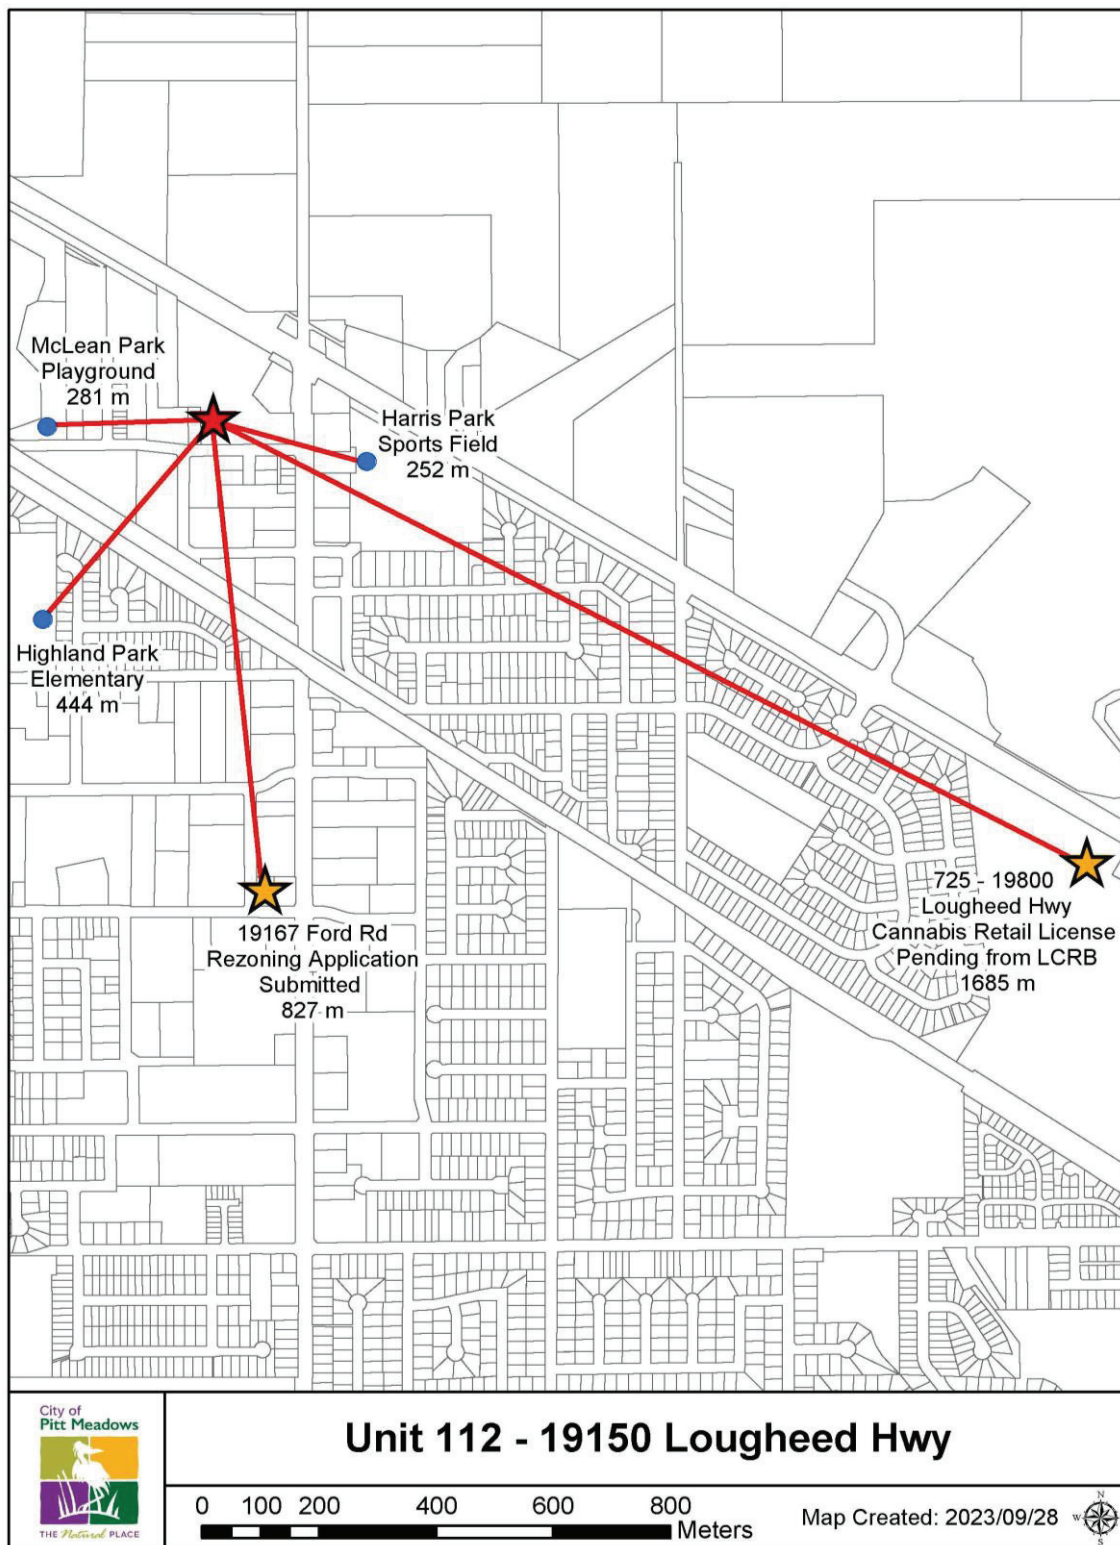 McLean Park
Playground
281 m
Harris Park
Sports Field
252 m
Highland Park
Elementary
444 m
19167 Ford Rd
Rezoning Application
Submitted
827 m
725 - 19800
Lougheed Hwy
Cannabis Retail License
Pending from LCRB
1685 m
City of
Pitt Meadows
THE Natural PLACE
Unit 112 - 19150 Lougheed Hwy
0 100 200 400 600 800
Meters
Map Created: 2023/09/28
N
W E
S